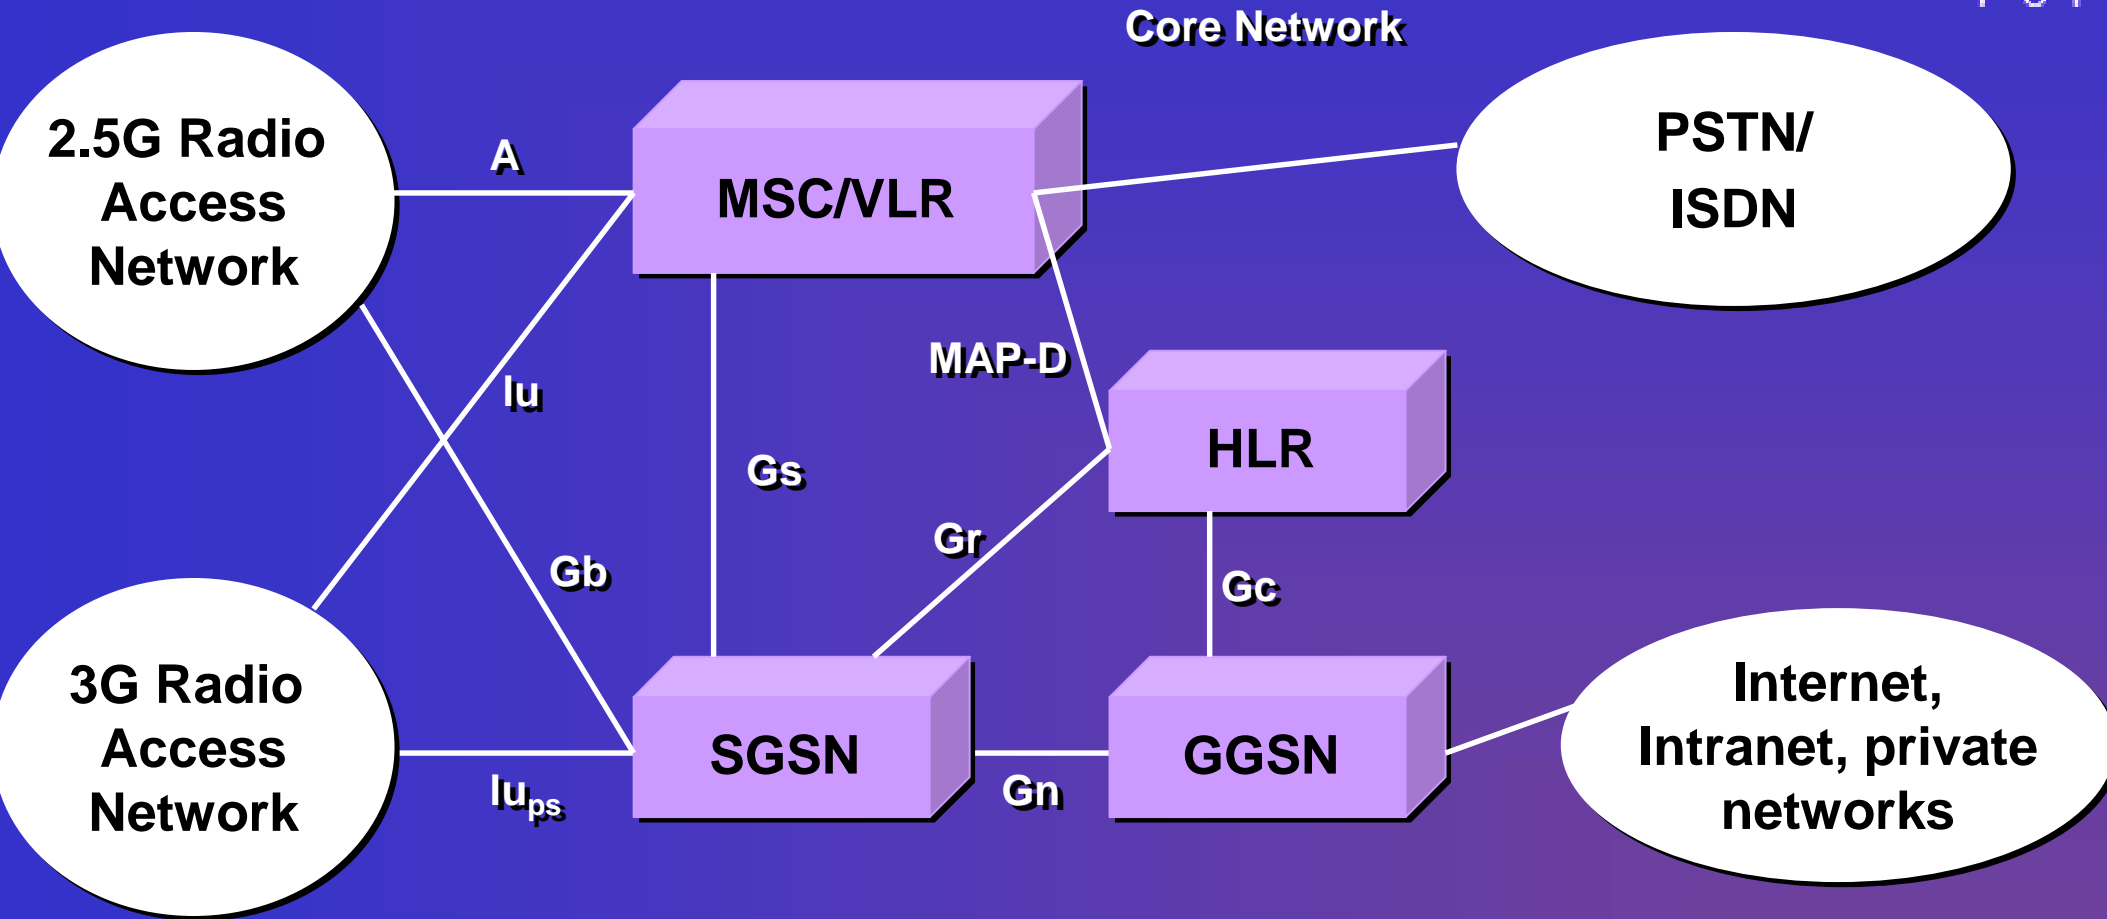 Core Network
2.5G Radio
Access
Network
A
MSC/VLR
PSTN/
ISDN
Iu
MAP-D
HLR
Gs
Gr
Gb
Gc
3G Radio
Access
Network
Iups
SGSN
Gn
GGSN
Internet,
Intranet, private
networks